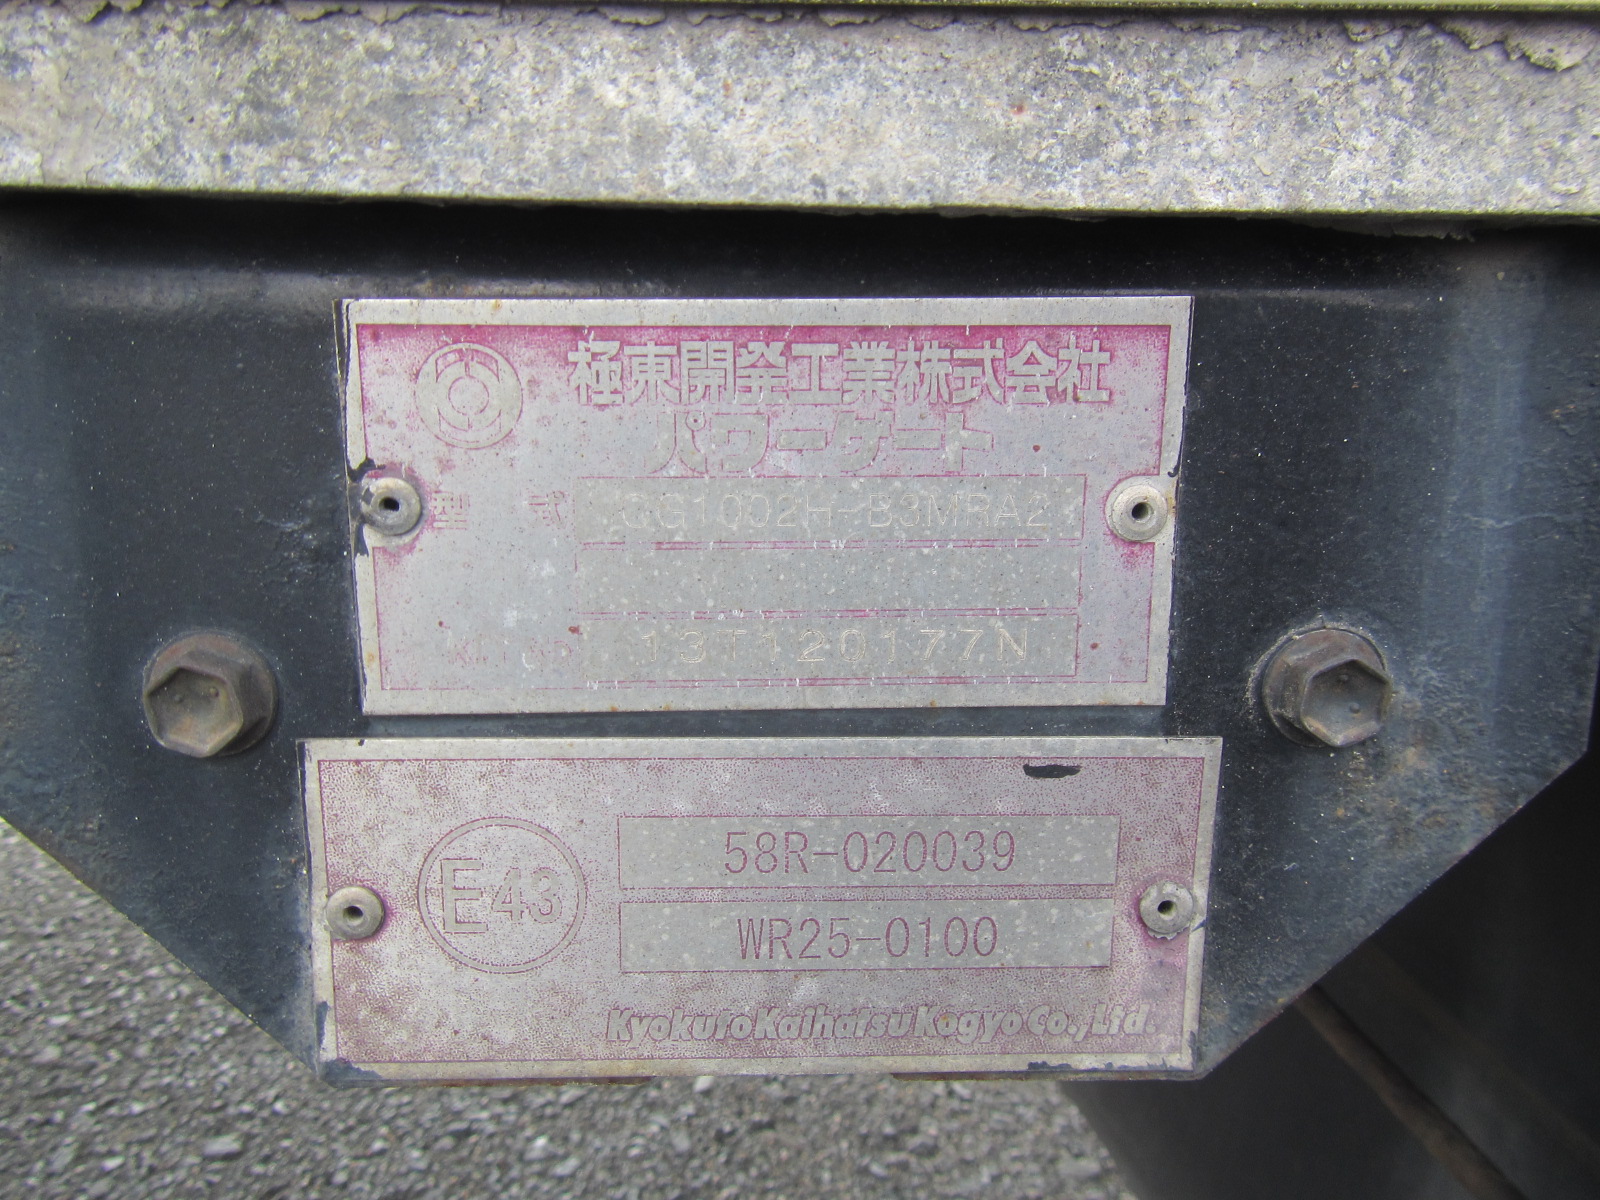 極東開発工業株式会社
パワーゲート
型 式 GG1002H-B3MRA2
13T120177N
E43
58R-020039
WR25-0100
Kyokuto Kaihatsu Kogyo Co.,Ltd.